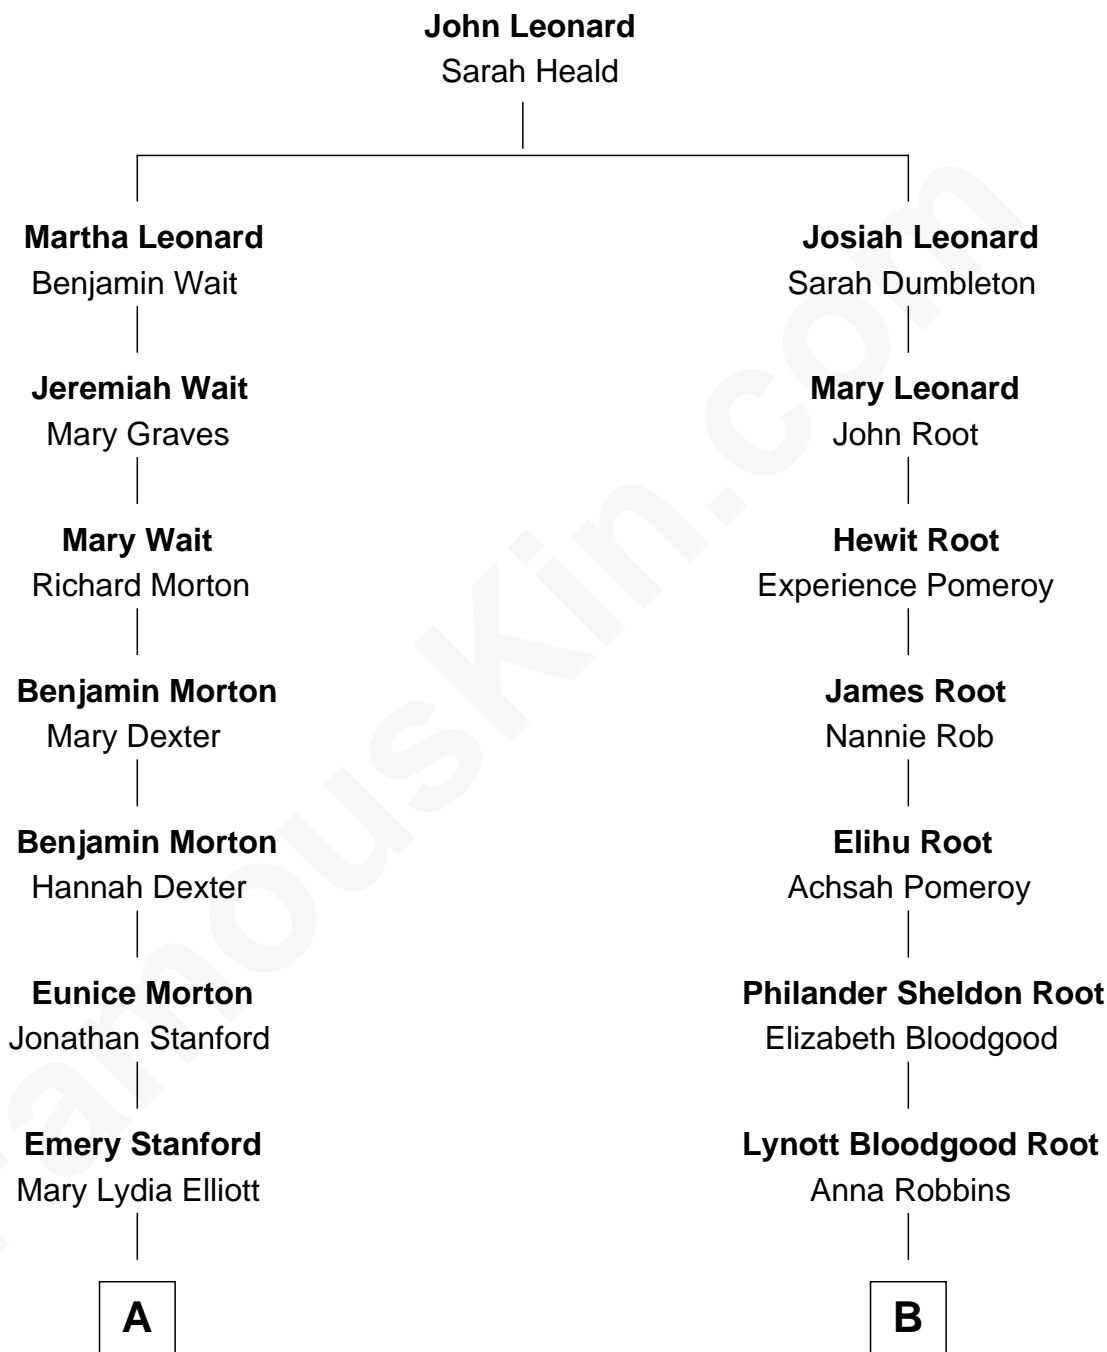 John Leonard
Sarah Heald
Martha Leonard
Benjamin Wait
Jeremiah Wait
Mary Graves
Mary Wait
Richard Morton
Benjamin Morton
Mary Dexter
Benjamin Morton
Hannah Dexter
Eunice Morton
Jonathan Stanford
Emery Stanford
Mary Lydia Elliott
A
Josiah Leonard
Sarah Dumbleton
Mary Leonard
John Root
Hewit Root
Experience Pomeroy
James Root
Nannie Rob
Elihu Root
Achsah Pomeroy
Philander Sheldon Root
Elizabeth Bloodgood
Lynott Bloodgood Root
Anna Robbins
B
FamousKin.com